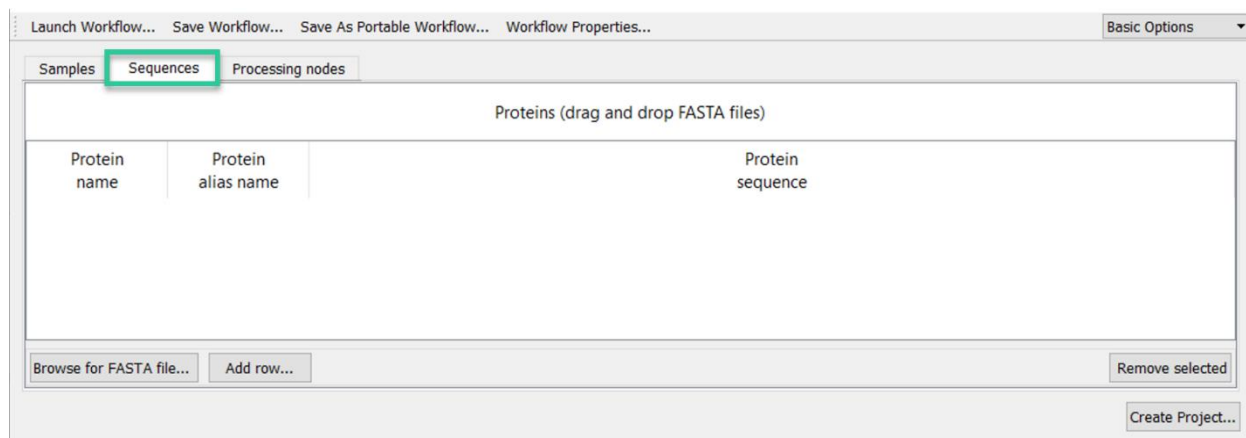 Launch Workflow... Save Workflow... Save As Portable Workflow... Workflow Properties... Basic Options
Samples Sequences Processing nodes
Proteins (drag and drop FASTA files)
Protein name Protein alias name Protein sequence
Browse for FASTA file... Add row... Remove selected
Create Project...